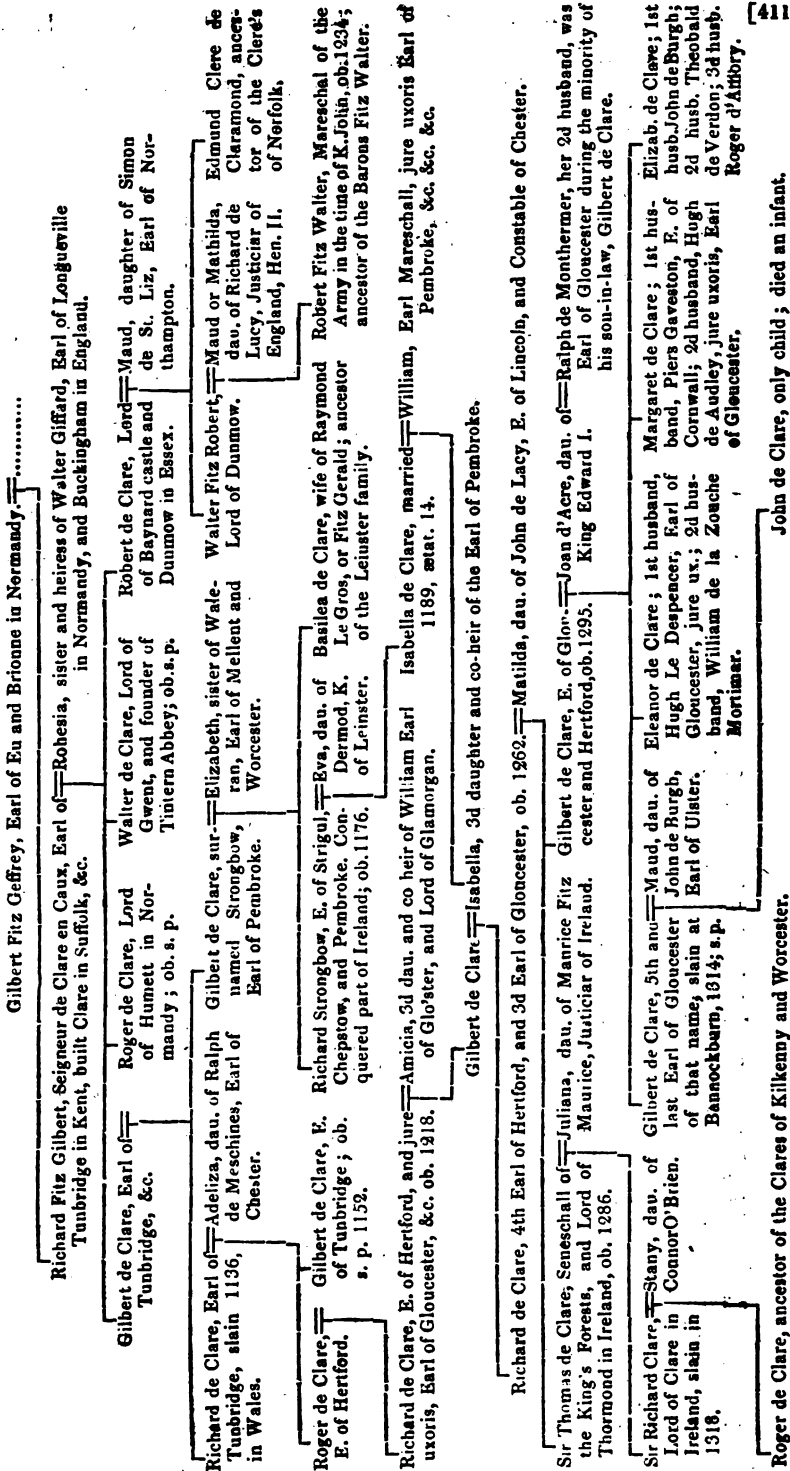 [411
Gilbert Fitz Geffrey, Earl of Eu and Brionne in Normandy.==...........
Richard Fitz Gilbert, Seigneur de Clare en Caux, Earl of==Rohesia, sister and heiress of Walter Giffard, Earl of Longueville
Tunbridge in Kent, built Clare in Suffolk, &c.
in Normandy, and Buckingham in England.
Gilbert de Clare, Earl of==
Tunbridge, &c.
Roger de Clare, Lord
of Humett in Nor-
mandy; ob. s. p.
Walter de Clare, Lord of
Gwent, and founder of
Tintern Abbey; ob.s.p.
Robert de Clare, Lord==Maud, daughter of Simon
of Baynard castle and
Dunmow in Essex.
de St. Liz, Earl of Nor-
thampton.
Richard de Clare, Earl of==Adeliza, dau. of Ralph
Tunbridge, slain 1136,
in Wales.
de Meschines, Earl of
Chester.
Gilbert de Clare, sur-==Elizabeth, sister of Wale-
named Strongbow,
Earl of Pembroke.
ran, Earl of Mellent and
Worcester.
Walter Fitz Robert,==Maud or Mathilda,
Lord of Dunmow.
dau. of Richard de
Lucy, Justiciar of
England, Hen. II.
Edmund Clere de
Claramond, ances-
tor of the Clere's
of Norfolk.
Roger de Clare,==
E. of Hertford.
Gilbert de Clare, E.
of Tunbridge; ob.
s. p. 1152.
Richard Strongbow, E. of Strigul,==Eva, dau. of
Chepstow, and Pembroke. Con-
quered part of Ireland; ob.1176.
Dermod, K.
of Leinster.
Basilea de Clare, wife of Raymond
Le Gros, or Fitz Gerald; ancestor
of the Leiuster family.
Robert Fitz Walter, Mareschal of the
Army in the time of K.John, ob.1234;
ancestor of the Barons Fitz Walter.
Richard de Clare, E. of Hertford, and jure==Amicia, 3d dau. and co heir of William Earl
uxoris, Earl of Gloucester, &c. ob. 1218.
of Glo'ster, and Lord of Glamorgan.
Isabella de Clare, married==William, Earl Mareschall, jure uxoris Earl of
1189, ætat. 14.
Pembroke, &c. &c. &c.
Gilbert de Clare==Isabella, 3d daughter and co-heir of the Earl of Pembroke.
Richard de Clare, 4th Earl of Hertford, and 3d Earl of Gloucester, ob. 1262.==Matilda, dau. of John de Lacy, E. of Lincoln, and Constable of Chester.
Sir Thomas de Clare, Seneschall of==Juliana, dau. of Maurice Fitz
the King's Forests, and Lord of
Thormond in Ireland, ob. 1286.
Maurice, Justiciar of Ireland.
Gilbert de Clare, E. of Glou-==Joan d'Acre, dau. of==Ralph de Monthermer, her 2d husband, was
cester and Hertford,ob.1295.
King Edward I.
Earl of Gloucester during the minority of
his sou-in-law, Gilbert de Clare.
Sir Richard Clare,==Stany, dau. of
Lord of Clare in
Ireland, slain in
1318.
ConnorO'Brien.
Gilbert de Clare, 5th and==Maud, dau. of
last Earl of Gloucester
of that name, slain at
Bannockburn, 1314; s.p.
John de Burgh,
Earl of Ulster.
Eleanor de Clare; 1st husband,
Hugh Le Despencer, Earl of
Gloucester, jure ux.; 2d hus-
band, William de la Zouche
Mortimar.
Margaret de Clare; 1st hus-
band, Piers Gaveston, E. of
Cornwall; 2d husband, Hugh
de Audley, jure uxoris, Earl
of Gloucester.
Elizab. de Clare; 1st
husb.John de Burgh;
2d husb. Theobald
de Verdon; 3d husb.
Roger d'Amory.
Roger de Clare, ancestor of the Clares of Kilkenny and Worcester.
John de Clare, only child; died an infant.